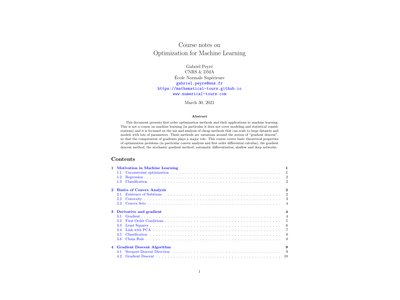 Course notes on
Optimization for Machine Learning
Gabriel Peyré
CNRS & DMA
École Normale Supérieure
gabriel.peyre@ens.fr
https://mathematical-tours.github.io
www.numerical-tours.com
March 30, 2021
Abstract
This document presents first order optimization methods and their applications to machine learning.
This is not a course on machine learning (in particular it does not cover modeling and statistical consid-
erations) and it is focussed on the use and analysis of cheap methods that can scale to large datasets and
models with lots of parameters. These methods are variations around the notion of "gradient descent",
so that the computation of gradients plays a major role. This course covers basic theoretical properties
of optimization problems (in particular convex analysis and first order differential calculus), the gradient
descent method, the stochastic gradient method, automatic differentiation, shallow and deep networks.
Contents
1 Motivation in Machine Learning 1
1.1 Unconstraint optimization 1
1.2 Regression 2
1.3 Classification 2
2 Basics of Convex Analysis 2
2.1 Existence of Solutions 2
2.2 Convexity 3
2.3 Convex Sets 4
3 Derivative and gradient 4
3.1 Gradient 4
3.2 First Order Conditions 5
3.3 Least Squares 6
3.4 Link with PCA 7
3.5 Classification 8
3.6 Chain Rule 8
4 Gradient Descent Algorithm 9
4.1 Steepest Descent Direction 9
4.2 Gradient Descent 10
1